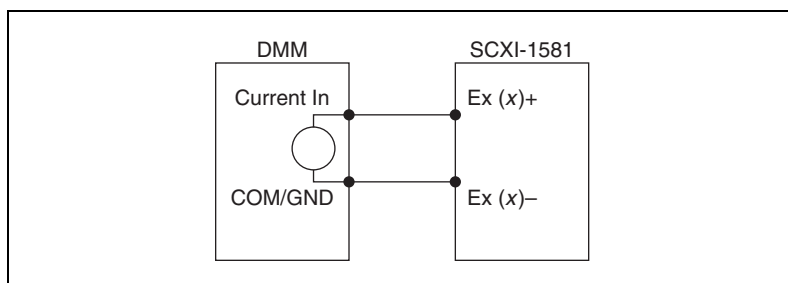 DMM
SCXI-1581
Current In
Ex (x)+
COM/GND
Ex (x)–